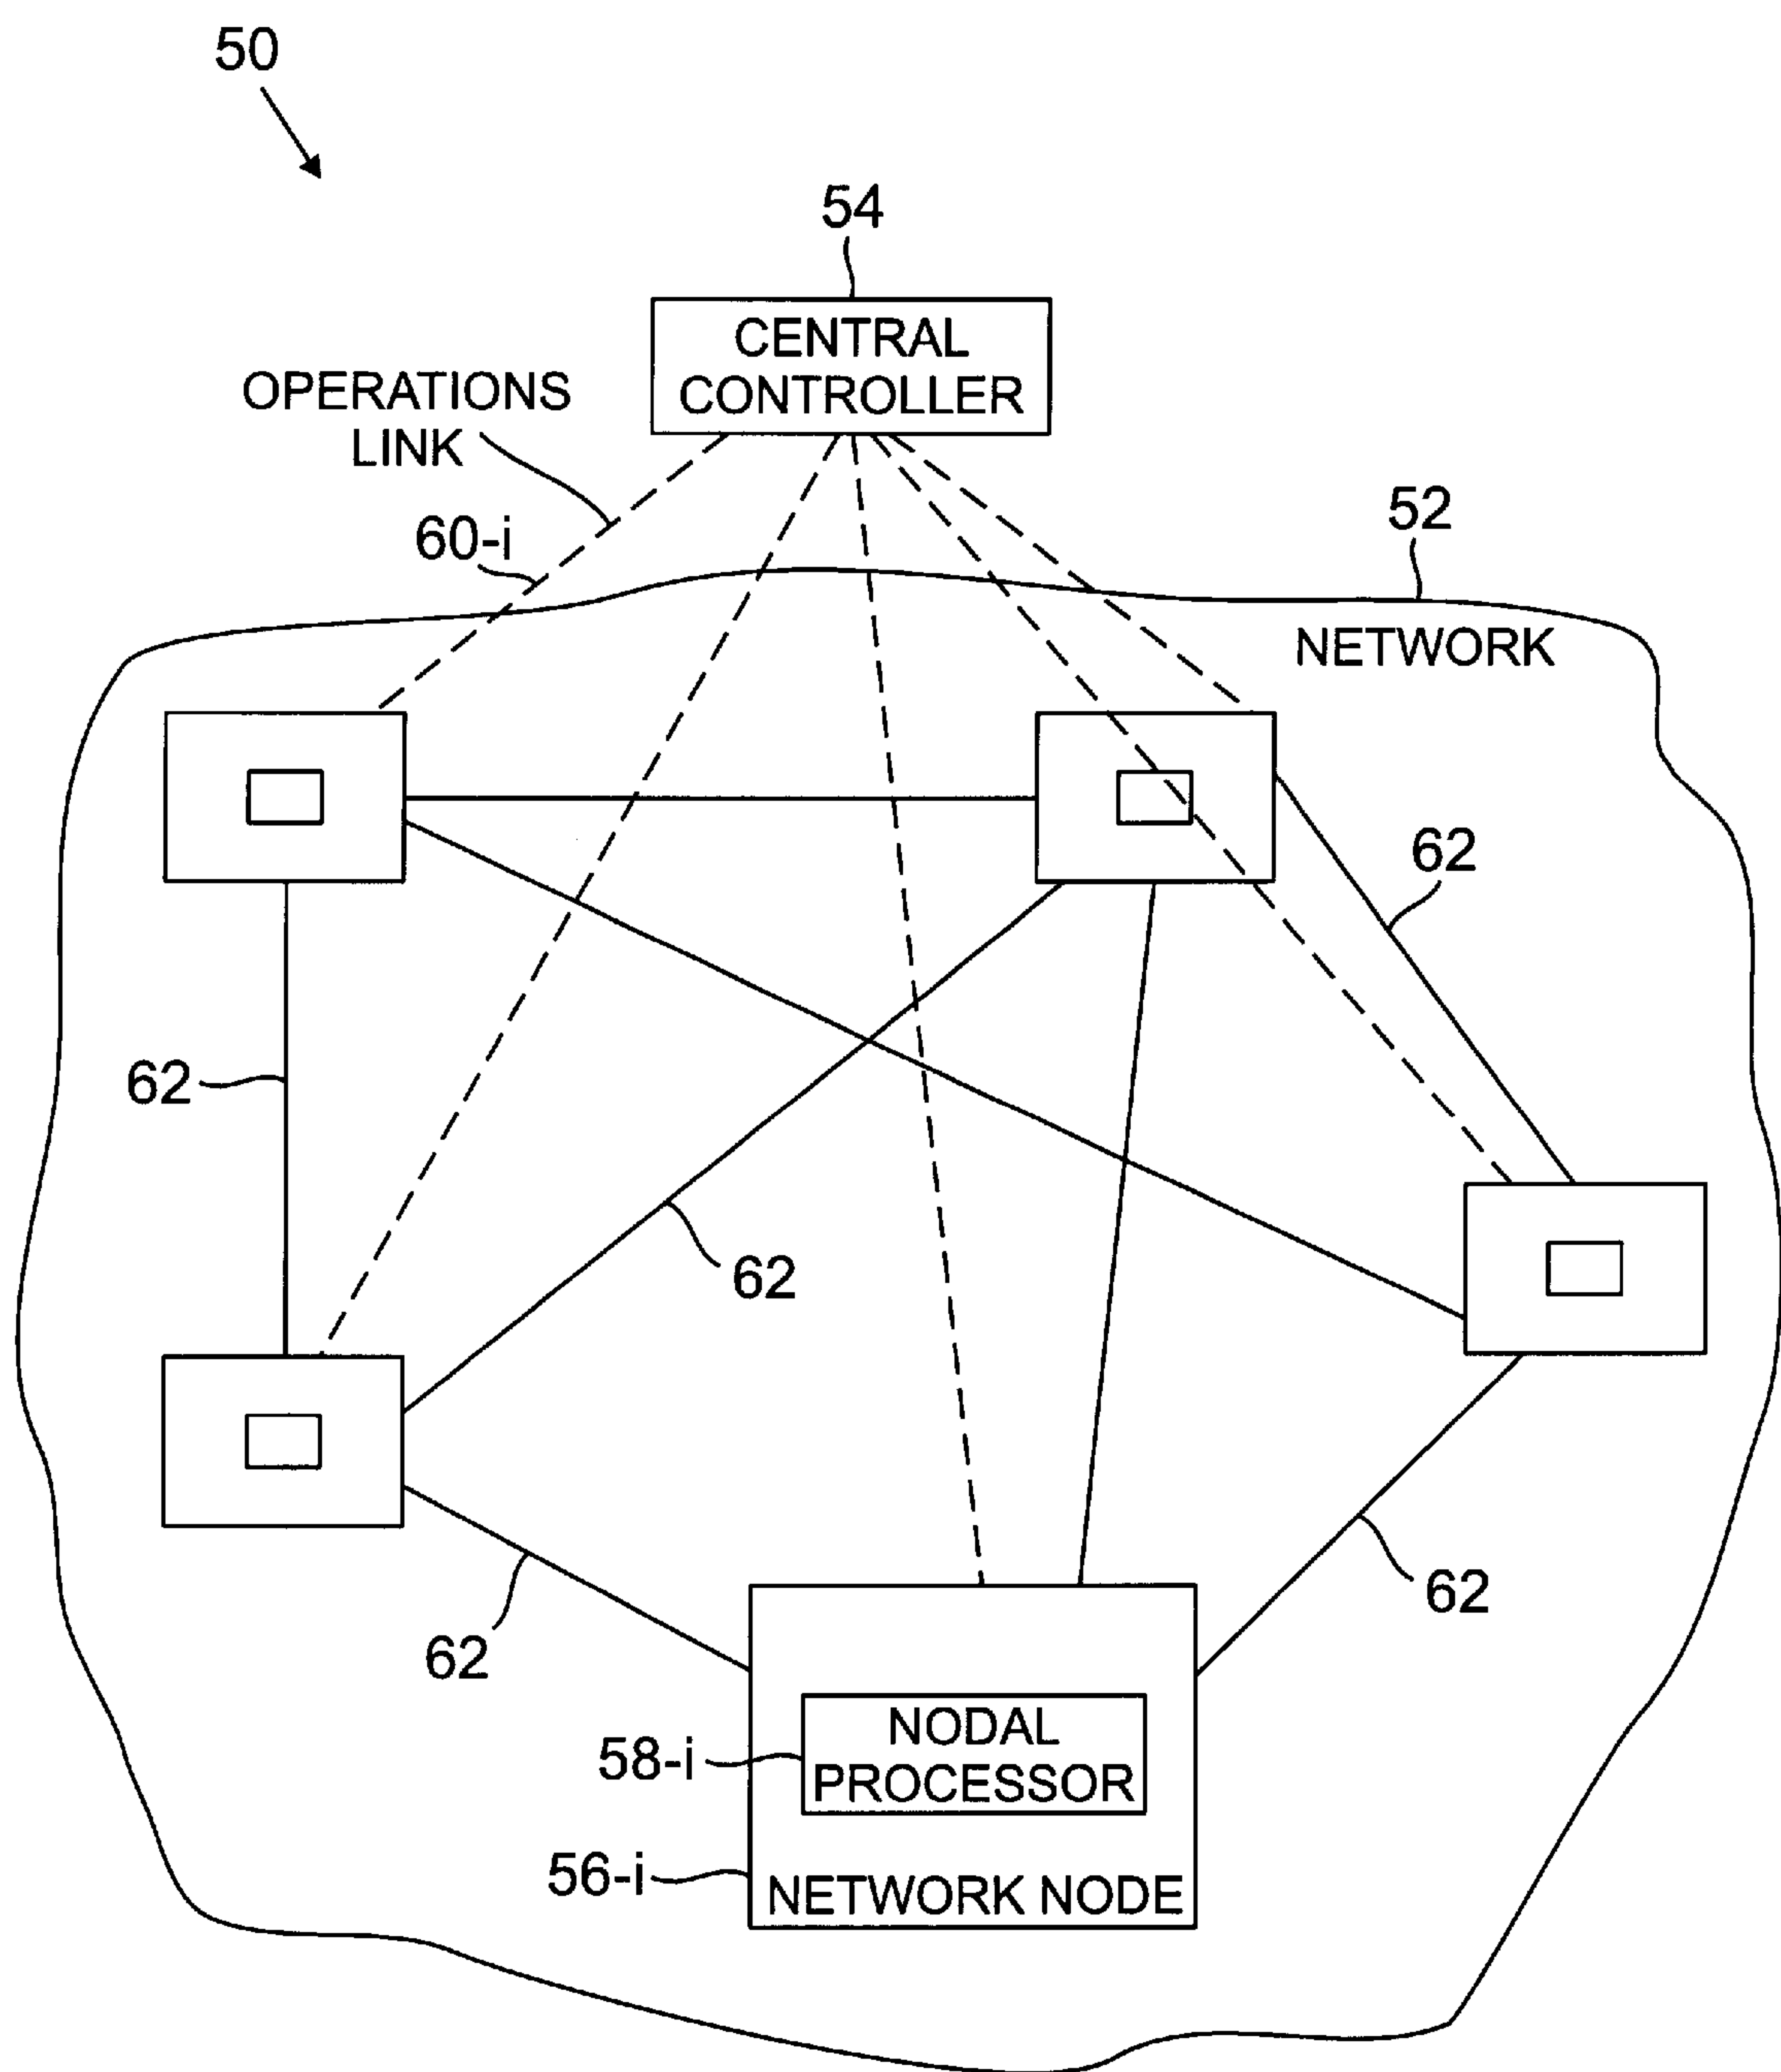 50
54
CENTRAL
CONTROLLER
OPERATIONS
LINK
60-i
52
NETWORK
62
62
62
62
62
NODAL
PROCESSOR
58-i
56-i
NETWORK NODE